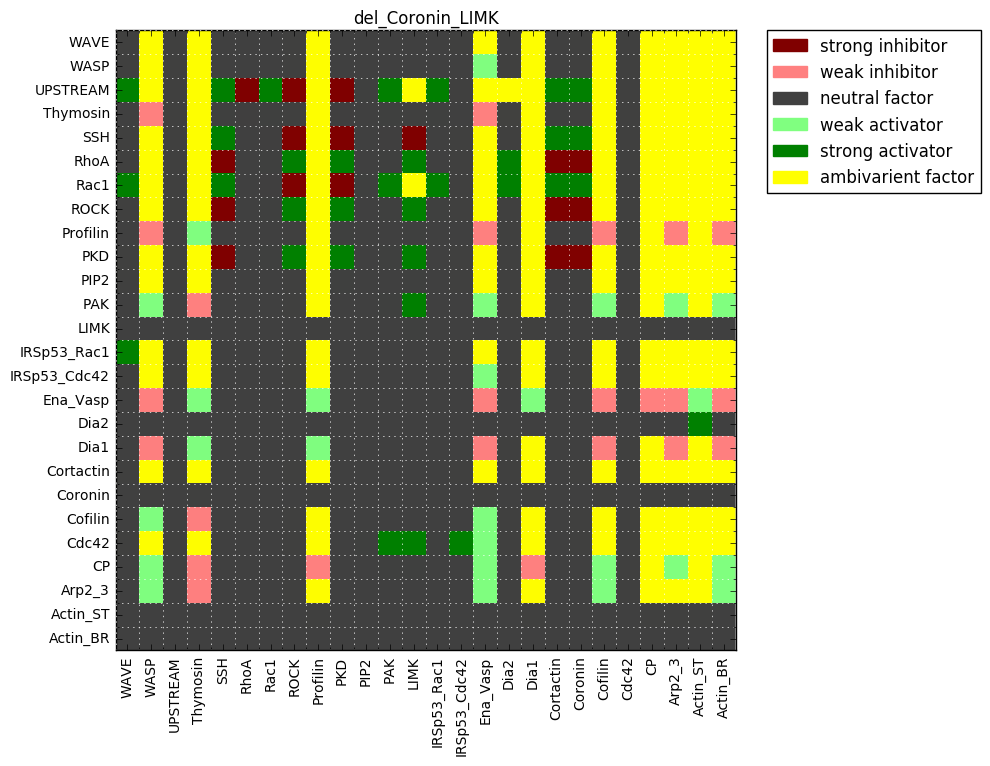 del_Coronin_LIMK
strong inhibitor
weak inhibitor
neutral factor
weak activator
strong activator
ambivarient factor
WAVE
WASP
UPSTREAM
Thymosin
SSH
RhoA
Rac1
ROCK
Profilin
PKD
PIP2
PAK
LIMK
IRSp53_Rac1
IRSp53_Cdc42
Ena_Vasp
Dia2
Dia1
Cortactin
Coronin
Cofilin
Cdc42
CP
Arp2_3
Actin_ST
Actin_BR
WAVE
WASP
UPSTREAM
Thymosin
SSH
RhoA
Rac1
ROCK
Profilin
PKD
PIP2
PAK
LIMK
IRSp53_Rac1
IRSp53_Cdc42
Ena_Vasp
Dia2
Dia1
Cortactin
Coronin
Cofilin
Cdc42
CP
Arp2_3
Actin_ST
Actin_BR